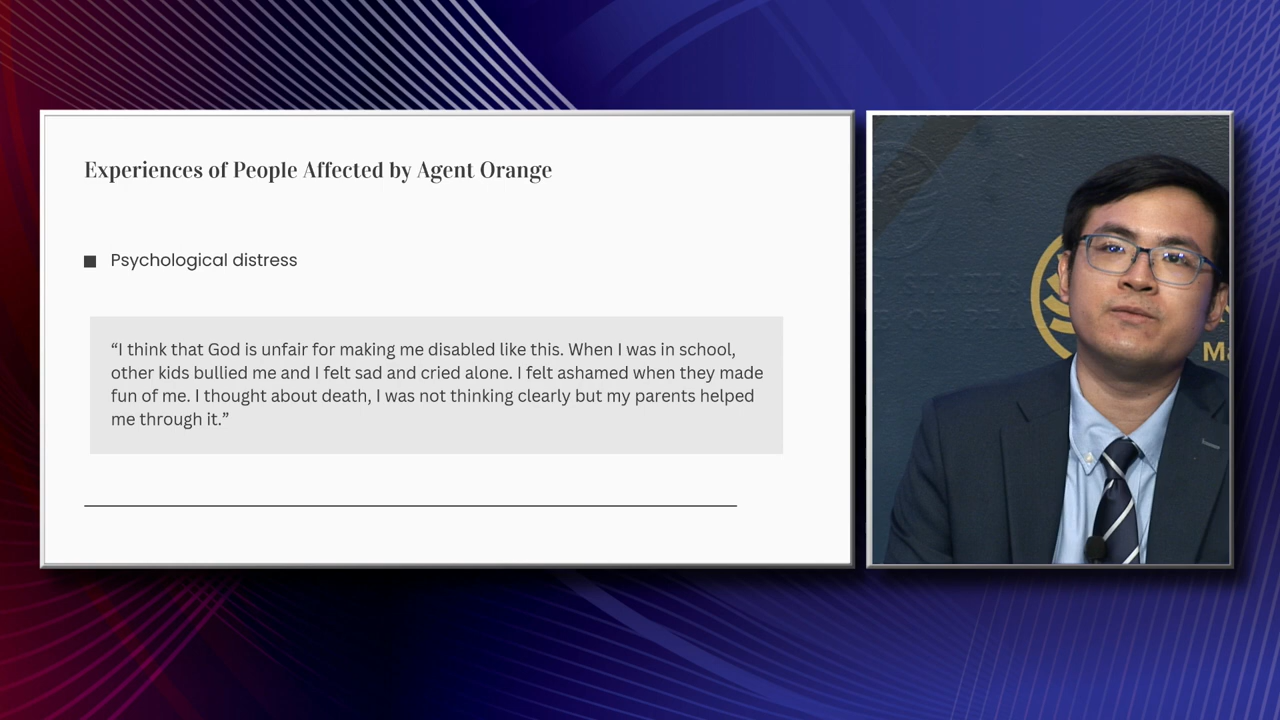 Experiences of People Affected by Agent Orange
Psychological distress
“I think that God is unfair for making me disabled like this. When I was in school,
other kids bullied me and I felt sad and cried alone. I felt ashamed when they made
fun of me. I thought about death, I was not thinking clearly but my parents helped
me through it.”
STATES
OF